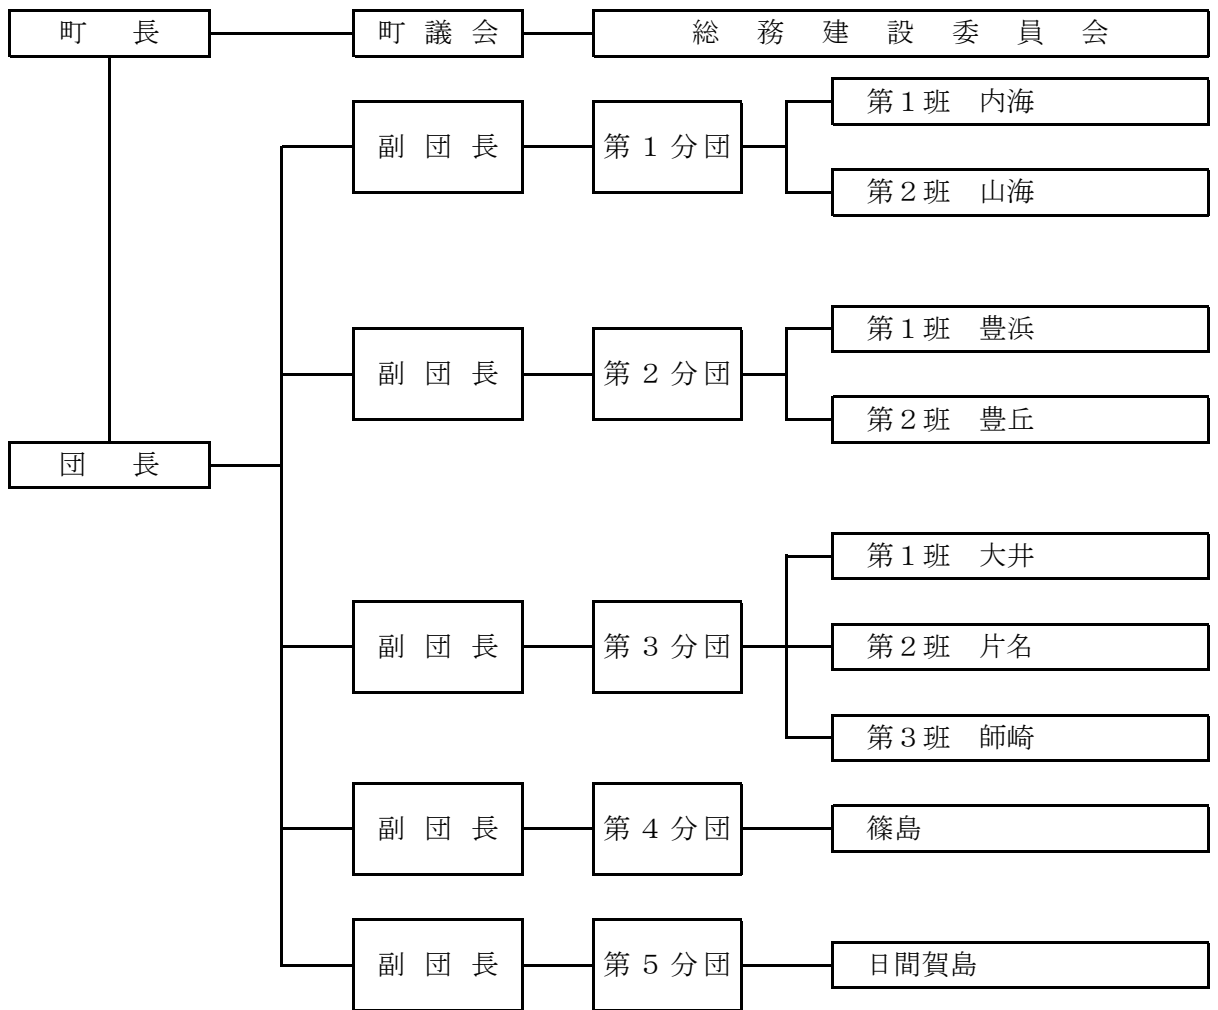 町長
町議会
総務建設委員会
副団長
第1分団
第1班 内海
第2班 山海
副団長
第2分団
第1班 豊浜
第2班 豊丘
団長
副団長
第3分団
第1班 大井
第2班 片名
第3班 師崎
副団長
第4分団
篠島
副団長
第5分団
日間賀島